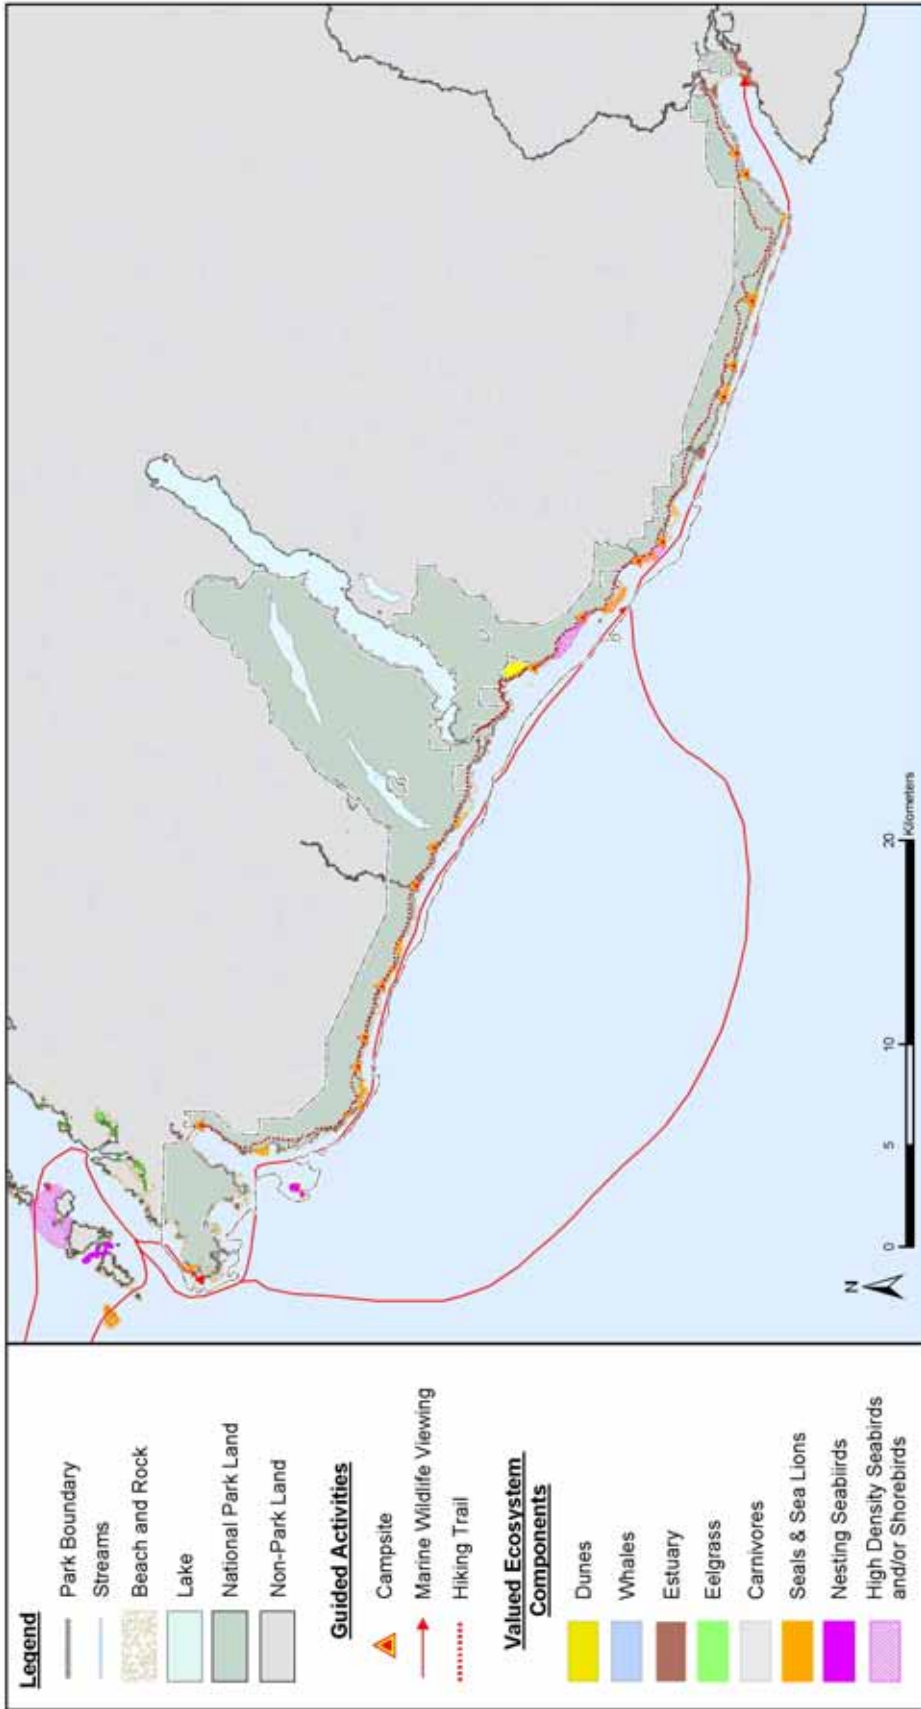 Legend
Park Boundary
Streams
Beach and Rock
Lake
National Park Land
Non-Park Land
Guided Activities
Campsite
Marine Wildlife Viewing
Hiking Trail
Valued Ecosystem
Components
Dunes
Whales
Estuary
Eelgrass
Carnivores
Seals & Sea Lions
Nesting Seabiirds
High Density Seabirds
and/or Shorebirds
N
0
5
10
20
Kilometers